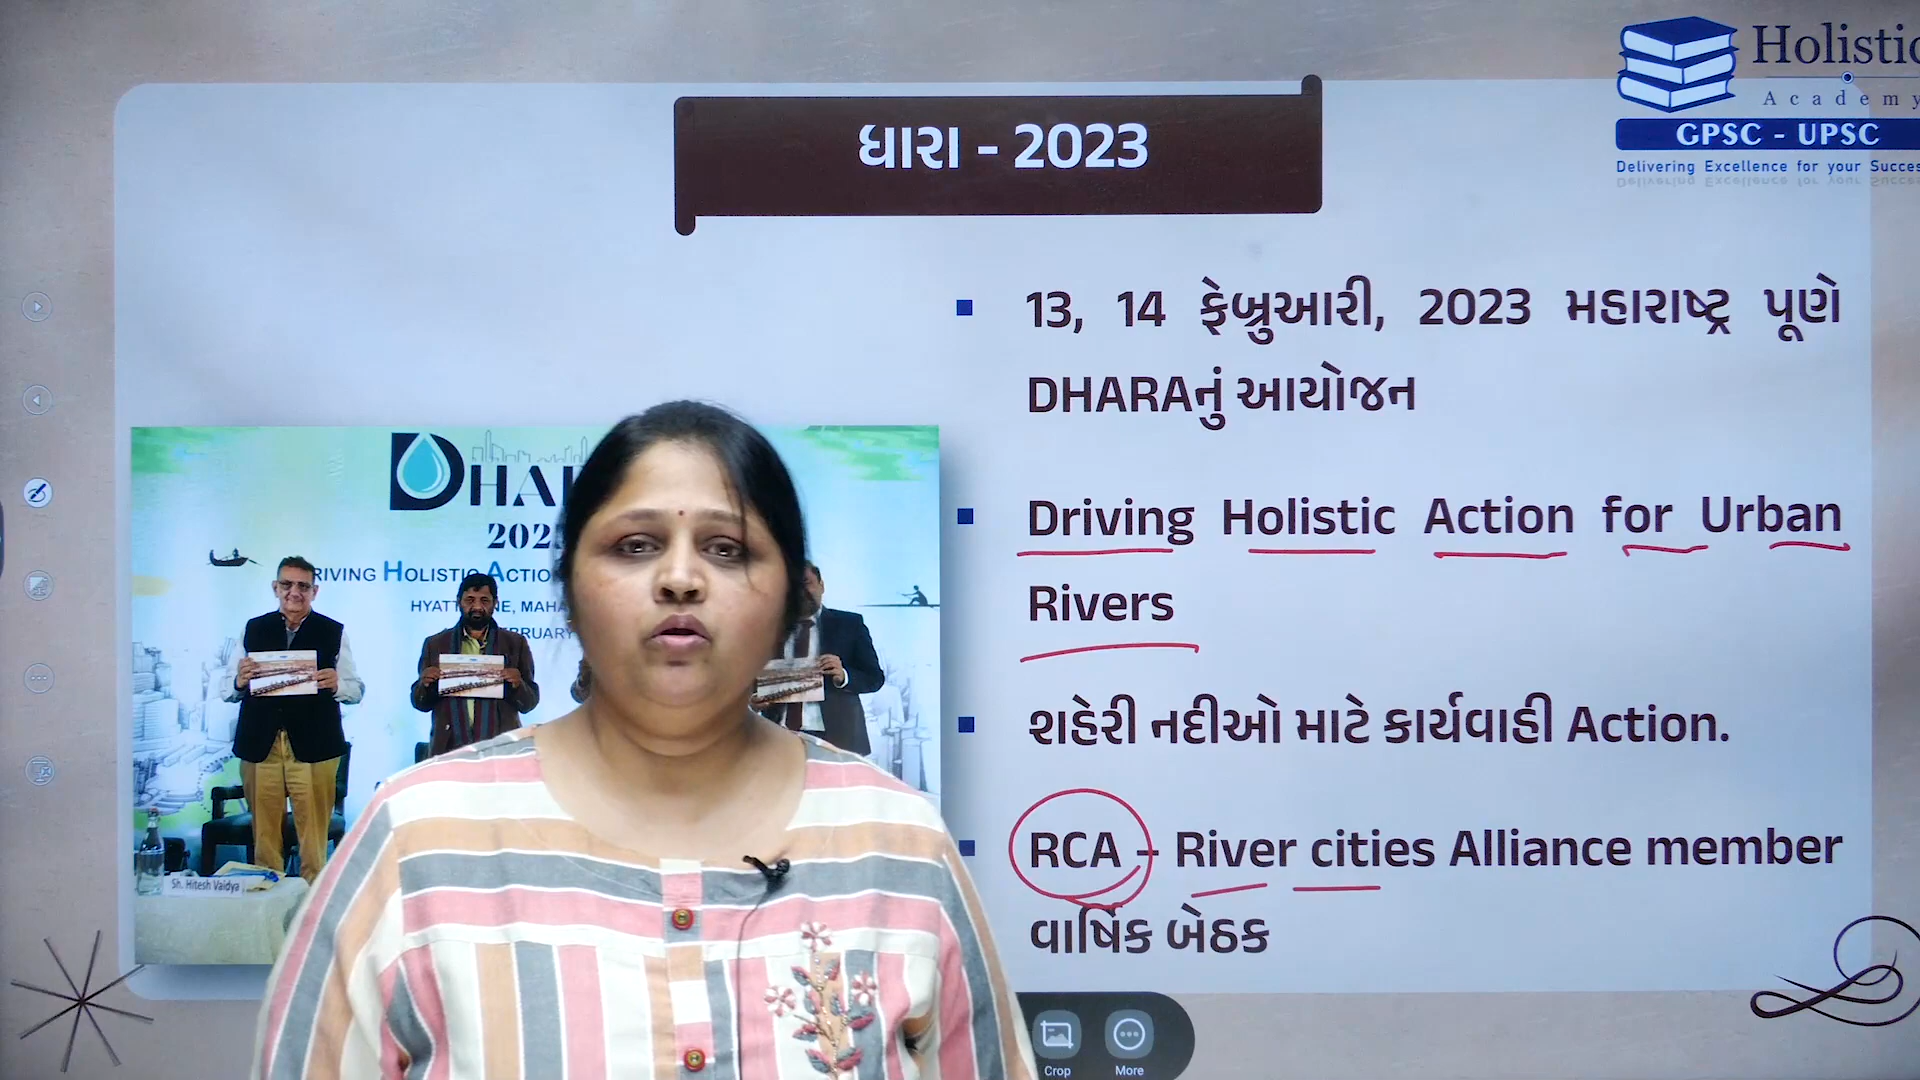 Holistic
Academy
GPSC - UPSC
Delivering Excellence for your
ધારા - 2023
13, 14 ફેબ્રુઆરી, 2023 મહારાષ્ટ્ર પૂણે
DHARAનું આયોજન
Driving Holistic Action for Urban
Rivers
શહેરી નદીઓ માટે કાર્યવાહી Action.
RCA - River cities Alliance member
વાર્ષિક બેઠક
HOLISTIC
HYATT
Sh. Hitesh Vaidya
Crop
More